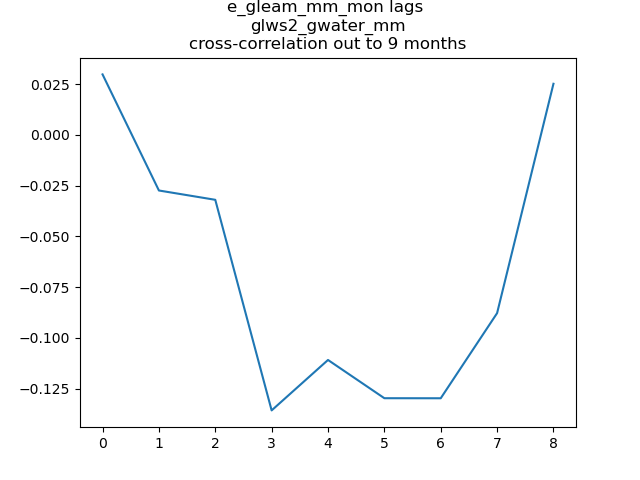 e_gleam_mm_mon lags
glws2_gwater_mm
cross-correlation out to 9 months
0.025
0.000
−0.025
−0.050
−0.075
−0.100
−0.125
0 1 2 3 4 5 6 7 8